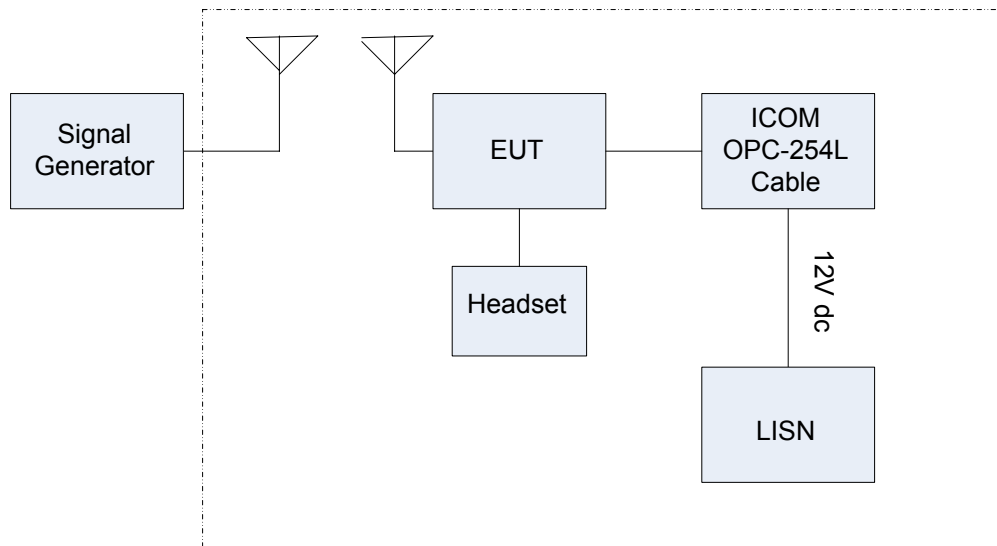 Signal
Generator
EUT
ICOM
OPC-254L
Cable
Headset
12V dc
LISN